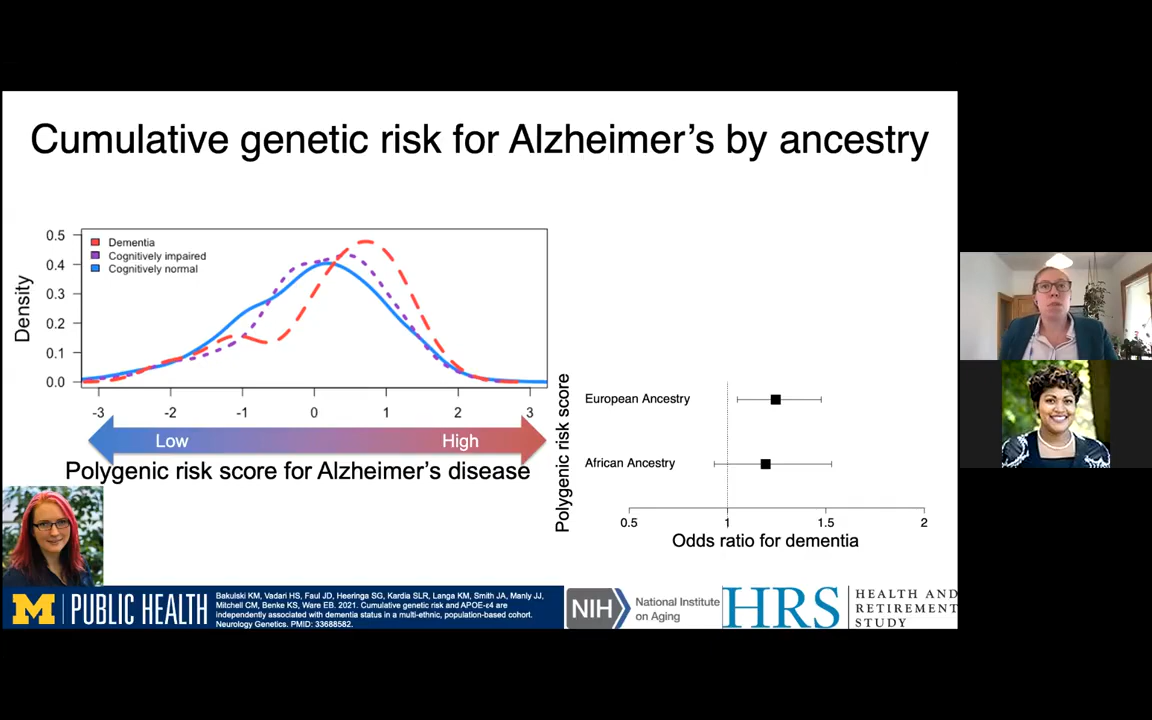 Cumulative genetic risk for Alzheimer's by ancestry
Density
0.5
0.4
0.3
0.2
0.1
0.0
Dementia
Cognitively impaired
Cognitively normal
-3 -2 -1 0 1 2 3
Low High
Polygenic risk score for Alzheimer's disease
Polygenic risk score
European Ancestry
African Ancestry
0.5 1 1.5 2
Odds ratio for dementia
M PUBLIC HEALTH
Bakulski KM, Vadari HS, Faul JD, Heeringa SG, Kardia SLR, Langa KM, Smith JA, Manly JJ,
Mitchell CM, Benke KS, Ware EB. 2021. Cumulative genetic risk and APOE-ε4 are
independently associated with dementia status in a multi-ethnic, population-based cohort.
Neurology Genetics. PMID: 33688582.
NIH
National Institute
on Aging
HRS
HEALTH AND
RETIREMENT
STUDY